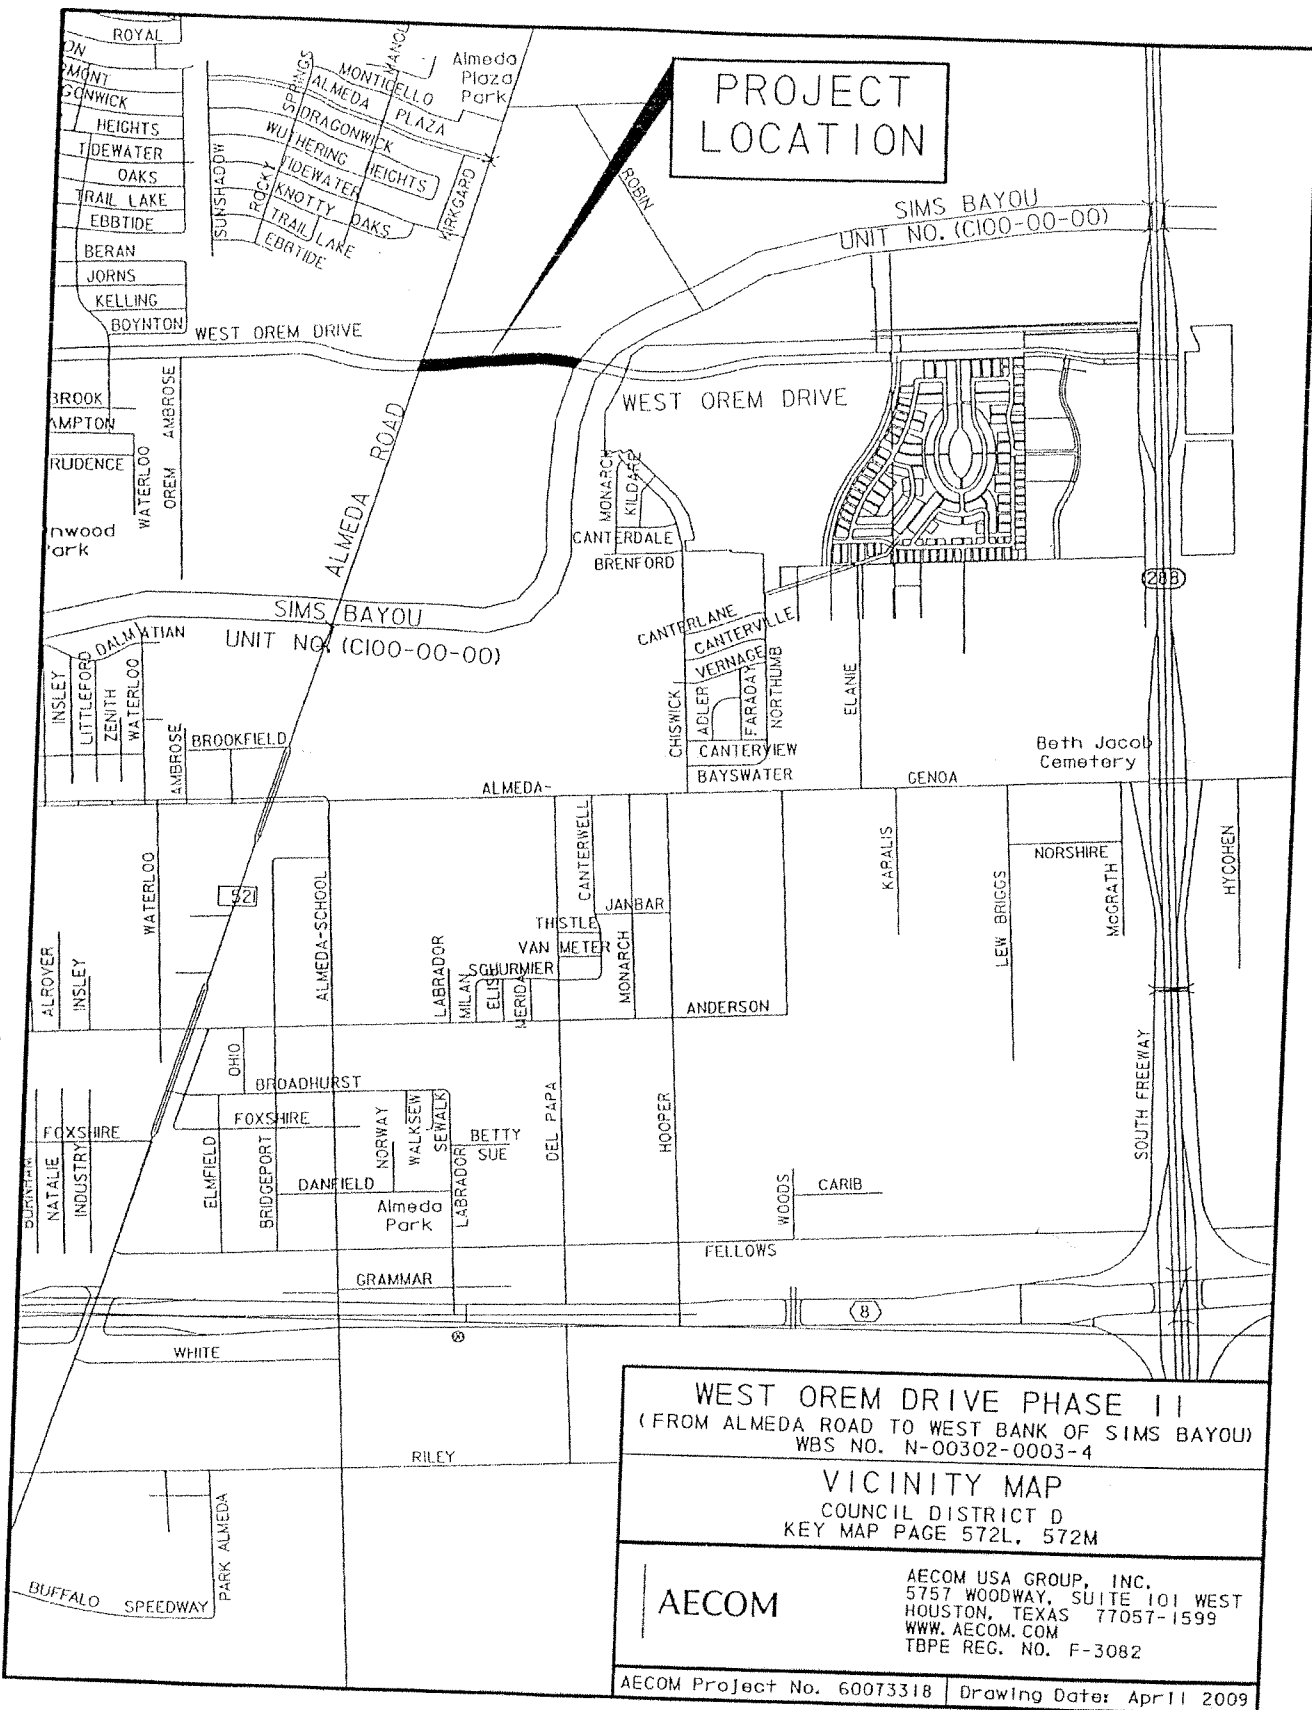 ROYAL
HEIGHTS
TIDEWATER
OAKS
TRAIL LAKE
EBBTIDE
BERAN
JORNS
KELLING
BOYNTON
SUNSHADOW
ROCKY
SPRINGS
MONTICELLO
ALMEDA PLAZA
DRAGONWICK
WUTHERING HEIGHTS
TIDEWATER
KNOTTY OAKS
TRAIL LAKE
EBBTIDE
Almeda
Plaza
Park
KIRKGARD
PROJECT
LOCATION
ROBIN
SIMS BAYOU
UNIT NO. (C100-00-00)
WEST OREM DRIVE
WEST OREM DRIVE
BROOK
WATERLOO
OREM
AMBROSE
ALMEDA ROAD
MONARCH
KILDARE
CANTERDALE
BRENFORD
288
SIMS BAYOU
UNIT NO. (C100-00-00)
DALMATIAN
INSLEY
LITTLEFORD
ZENITH
WATERLOO
AMBROSE
BROOKFIELD
CANTERLANE
CANTERVILLE
VERNAGE
CHISWICK
ADLER
FARADAY
NORTHUMB
CANTERVIEW
BAYSWATER
ELANIE
Beth Jacob
Cemetery
ALMEDA-
GENOA
WATERLOO
521
ALMEDA-SCHOOL
CANTERWELL
JANBAR
THISTLE
VAN METER
SCHURMIER
LABRADOR
MILAN
ELISE
MERIDA
MONARCH
ANDERSON
KARALIS
LEW BRIGGS
NORSHIRE
McGRATH
HYCOHEN
ALROVER
INSLEY
OHIO
BROADHURST
FOXSHIRE
FOXSHIRE
NATALIE
INDUSTRY
ELMFIELD
BRIDGEPORT
NORWAY
WALKSEW
SEWALK
BETTY
SUE
DANFIELD
LABRADOR
Almeda
Park
DEL PAPA
HOOPER
WOODS
CARIB
SOUTH FREEWAY
FELLOWS
GRAMMAR
8
WHITE
RILEY
PARK ALMEDA
BUFFALO SPEEDWAY
WEST OREM DRIVE PHASE II
(FROM ALMEDA ROAD TO WEST BANK OF SIMS BAYOU)
WBS NO. N-00302-0003-4
VICINITY MAP
COUNCIL DISTRICT D
KEY MAP PAGE 572L, 572M
AECOM
AECOM USA GROUP, INC.
5757 WOODWAY, SUITE 101 WEST
HOUSTON, TEXAS 77057-1599
WWW.AECOM.COM
TBPE REG. NO. F-3082
AECOM Project No. 60073318
Drawing Date: April 2009